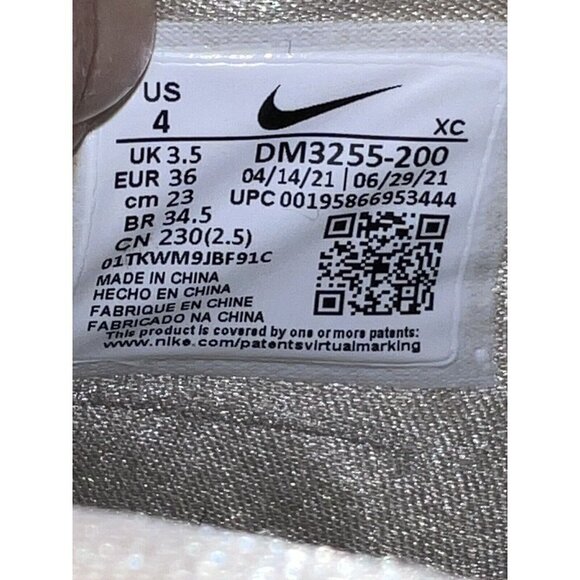 US
4
XC
UK 3.5
DM3255-200
EUR 36
04/14/21 | 06/29/21
cm 23
UPC 00195866953444
BR 34.5
CN 230(2.5)
01TKWM9JBF91C
MADE IN CHINA
HECHO EN CHINA
FABRIQUE EN CHINE
FABRICADO NA CHINA
This product is covered by one or more patents:
www.nike.com/patentsvirtualmarking